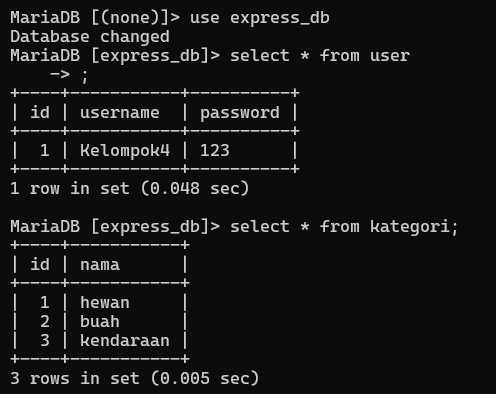 MariaDB [(none)]> use express_db
Database changed
MariaDB [express_db]> select * from user
    -> ;
+----+-----------+----------+
| id | username  | password |
+----+-----------+----------+
|  1 | Kelompok4 | 123      |
+----+-----------+----------+
1 row in set (0.048 sec)

MariaDB [express_db]> select * from kategori;
+----+-----------+
| id | nama      |
+----+-----------+
|  1 | hewan     |
|  2 | buah      |
|  3 | kendaraan |
+----+-----------+
3 rows in set (0.005 sec)